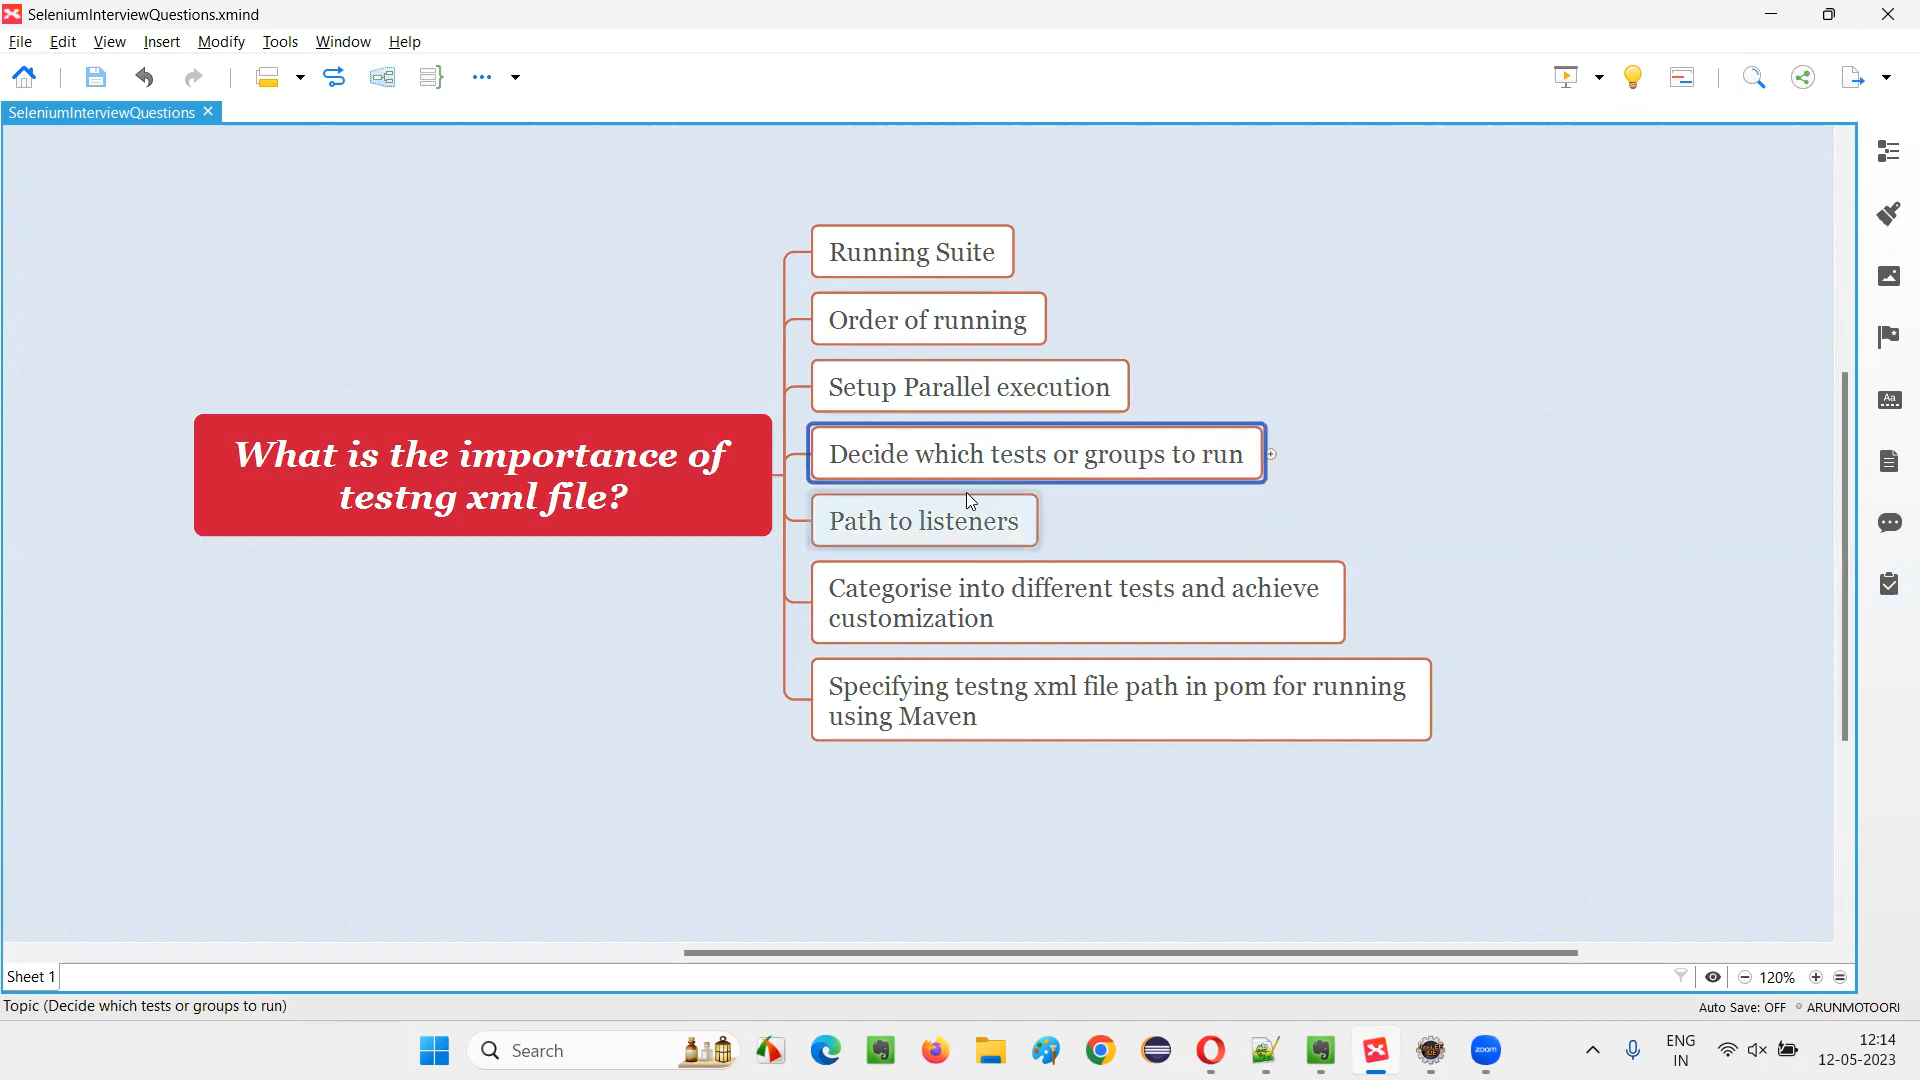 SeleniumInterviewQuestions.xmind
File Edit View Insert Modify Tools Window Help
SeleniumInterviewQuestions
Running Suite
Order of running
Setup Parallel execution
Decide which tests or groups to run
What is the importance of
testng xml file?
Path to listeners
Categorise into different tests and achieve
customization
Specifying testng xml file path in pom for running
using Maven
Aa
Sheet 1
120%
Topic (Decide which tests or groups to run)
Auto Save: OFF
ARUNMOTOORI
Search
zoom
ENG
IN
12:14
12-05-2023